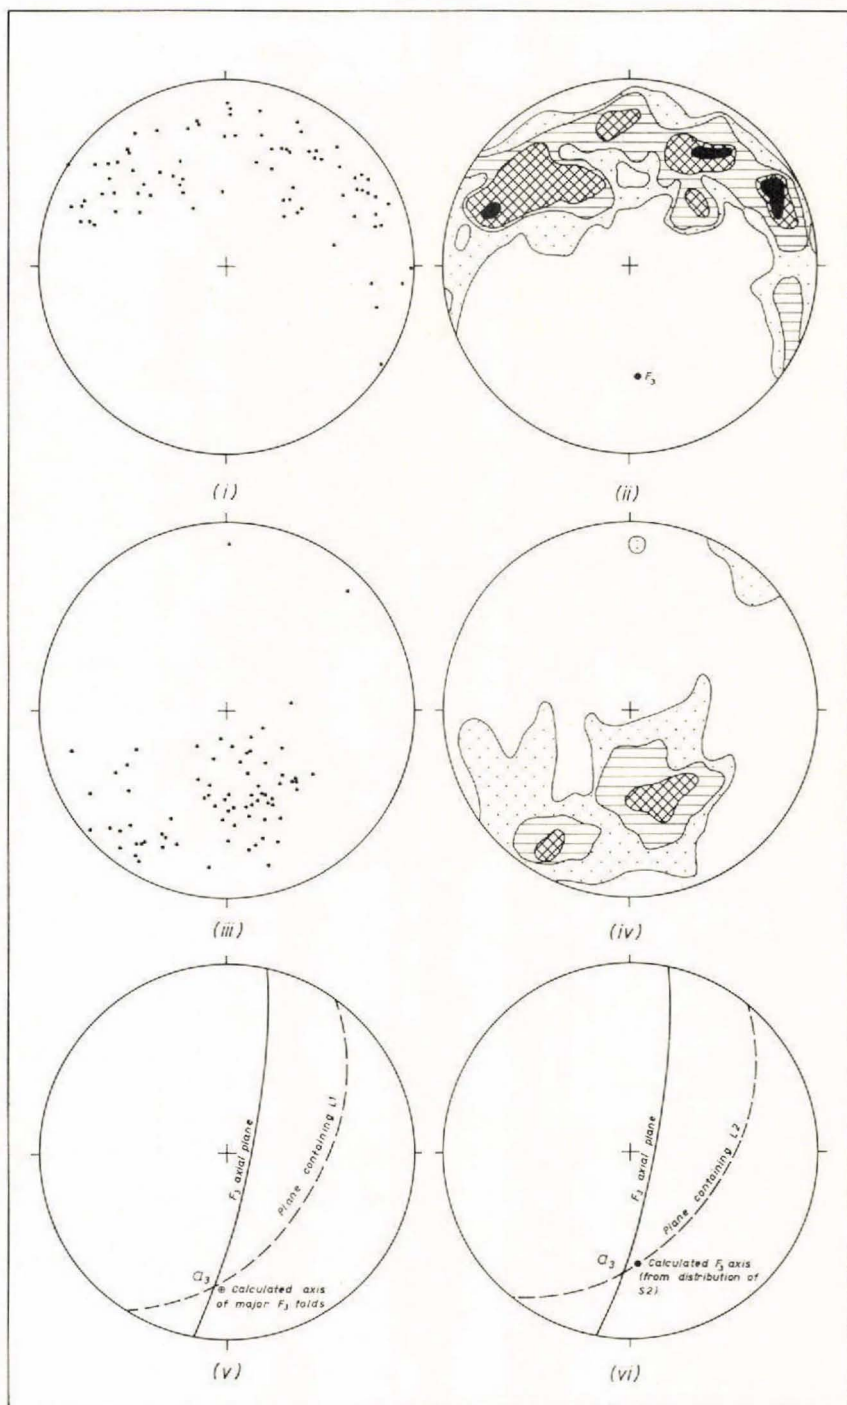 (i)
(ii)
F₃
(iii)
(iv)
F₃ axial plane
Plane containing L1
a₃
Calculated axis
of major F₃ folds
(v)
F₃ axial plane
Plane containing L2
a₃
Calculated F₃ axis
(from distribution of
S2)
(vi)